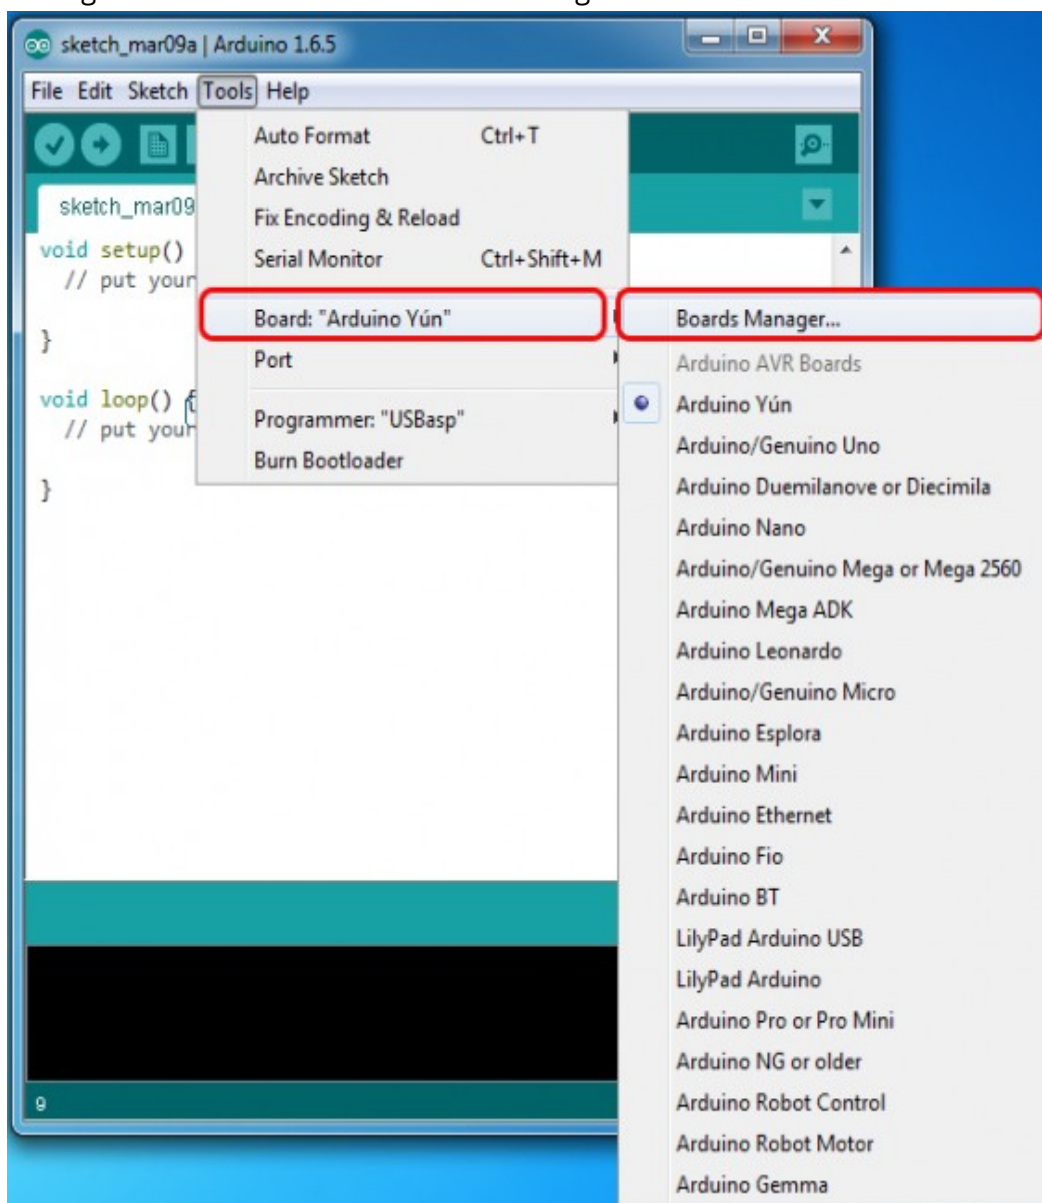 sketch_mar09a | Arduino 1.6.5
File Edit Sketch Tools Help
Auto Format Ctrl+T
Archive Sketch
sketch_mar09
Fix Encoding & Reload
void setup()
Serial Monitor Ctrl+Shift+M
// put your
Board: "Arduino Yún"
Boards Manager...
}
Port
Arduino AVR Boards
void loop() {
Arduino Yún
// put your
Programmer: "USBasp"
Arduino/Genuino Uno
Burn Bootloader
}
Arduino Duemilanove or Diecimila
Arduino Nano
Arduino/Genuino Mega or Mega 2560
Arduino Mega ADK
Arduino Leonardo
Arduino/Genuino Micro
Arduino Esplora
Arduino Mini
Arduino Ethernet
Arduino Fio
Arduino BT
LilyPad Arduino USB
LilyPad Arduino
Arduino Pro or Pro Mini
Arduino NG or older
9
Arduino Robot Control
Arduino Robot Motor
Arduino Gemma